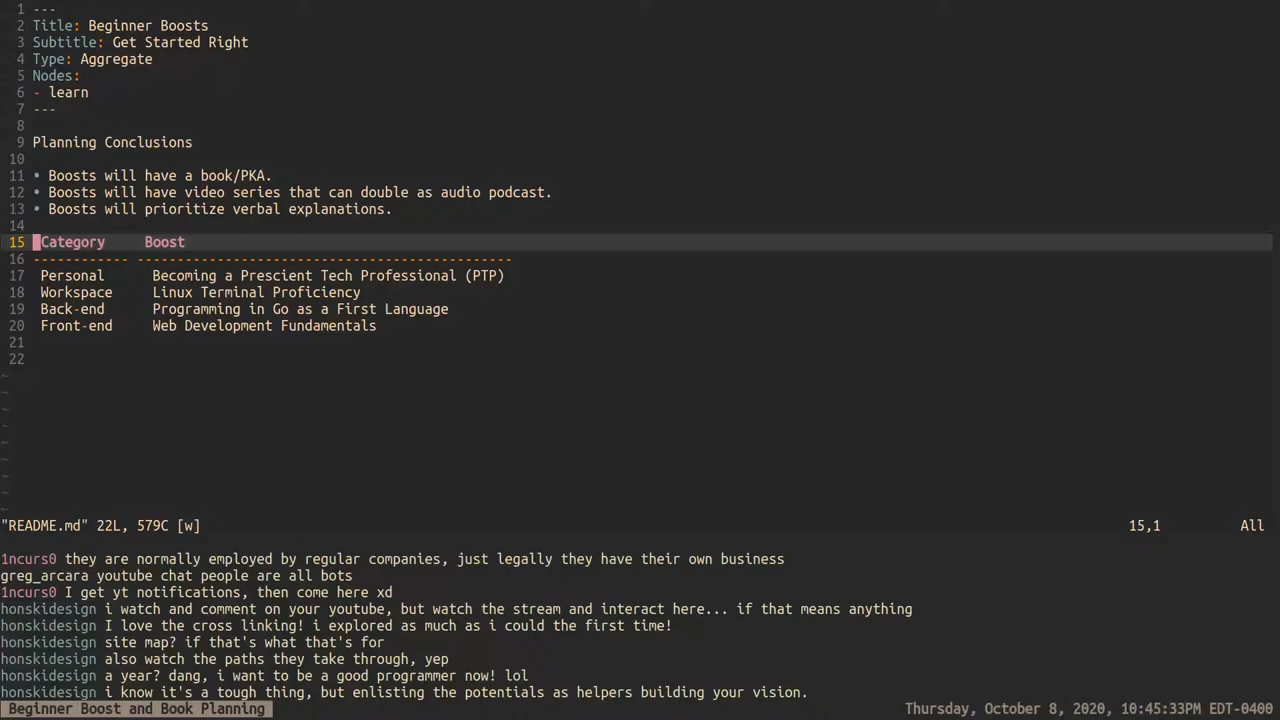 1 ---
2 Title: Beginner Boosts
3 Subtitle: Get Started Right
4 Type: Aggregate
5 Nodes:
6 - learn
7 ---
8
9 Planning Conclusions
10
11 • Boosts will have a book/PKA.
12 • Boosts will have video series that can double as audio podcast.
13 • Boosts will prioritize verbal explanations.
14
15 Category     Boost
16 ------------ -----------------------------------------------
17  Personal      Becoming a Prescient Tech Professional (PTP)
18  Workspace     Linux Terminal Proficiency
19  Back-end      Programming in Go as a First Language
20  Front-end     Web Development Fundamentals
21
22
~
~
~
~
~
~
~
~
~
"README.md" 22L, 579C [w] 15,1 All
1ncurs0 they are normally employed by regular companies, just legally they have their own business
greg_arcara youtube chat people are all bots
1ncurs0 I get yt notifications, then come here xd
honskidesign i watch and comment on your youtube, but watch the stream and interact here... if that means anything
honskidesign I love the cross linking! i explored as much as i could the first time!
honskidesign site map? if that's what that's for
honskidesign also watch the paths they take through, yep
honskidesign a year? dang, i want to be a good programmer now! lol
honskidesign i know it's a tough thing, but enlisting the potentials as helpers building your vision.
Beginner Boost and Book Planning Thursday, October 8, 2020, 10:45:33PM EDT-0400